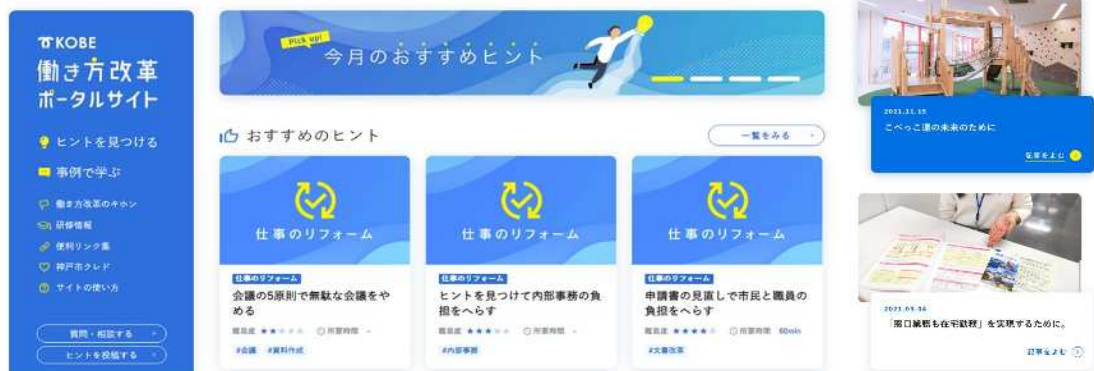 KOBE
働き方改革
ポータルサイト
ヒントを見つける
事例で学ぶ
働き方改革のキホン
研修情報
便利リンク集
神戸市クレド
サイトの使い方
質問・相談する
ヒントを投稿する
Pick up!
今月のおすすめヒント
おすすめのヒント
一覧をみる
仕事のリフォーム
仕事のリフォーム
会議の5原則で無駄な会議をや
める
難易度 ★★★★★ 所要時間 -
#会議 #資料作成
仕事のリフォーム
仕事のリフォーム
ヒントを見つけて内部事務の負
担をへらす
難易度 ★★★★★ 所要時間 -
#内部事務
仕事のリフォーム
仕事のリフォーム
申請書の見直しで市民と職員の
負担をへらす
難易度 ★★★★★ 所要時間 60min
#文書改革
2021.11.15
こべっこ園の未来のために
記事をよむ
「窓口業務も在宅勤務」を実現するために。
記事をよむ